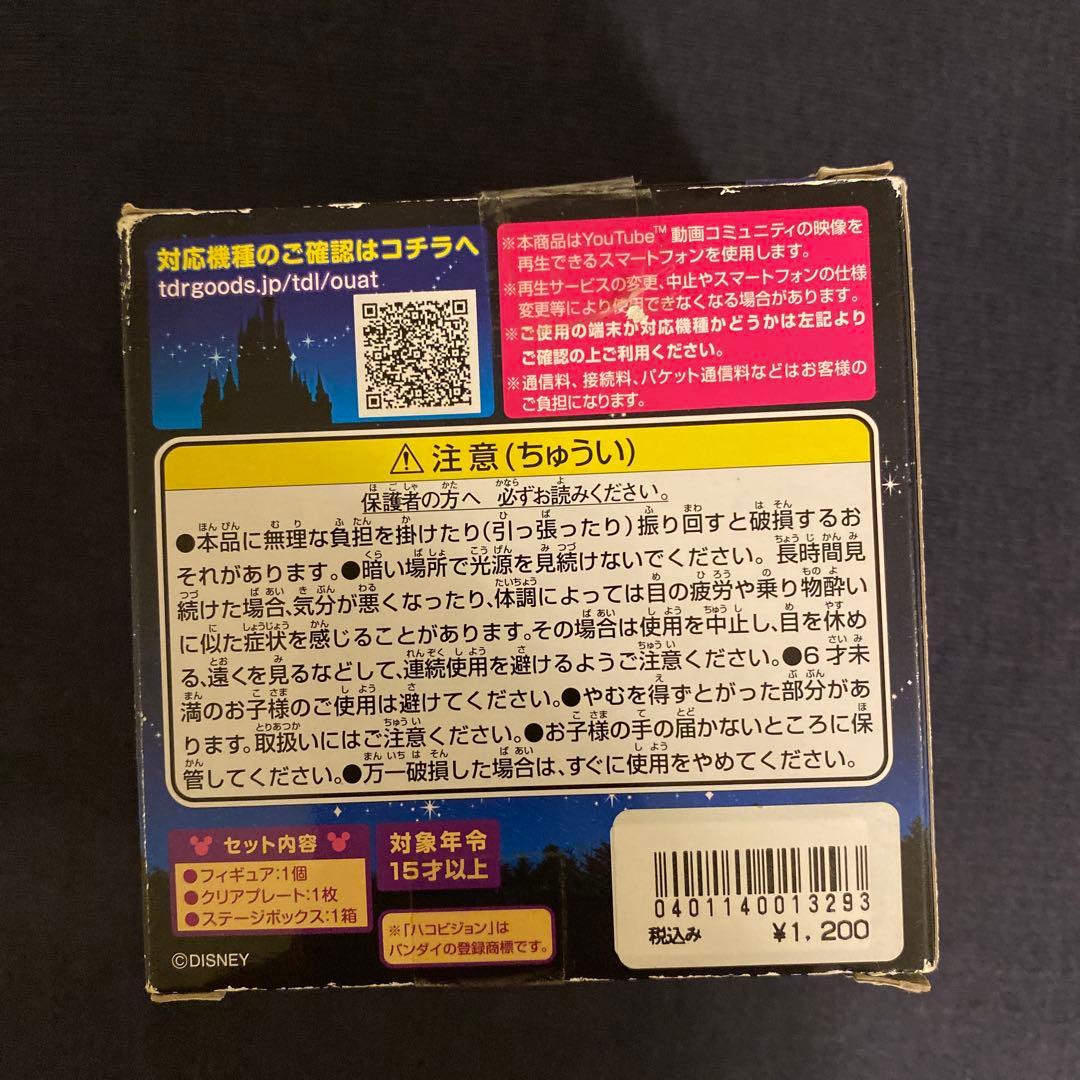 対応機種のご確認はコチラへ
tdrgoods.jp/tdl/ouat
※本商品はYouTube™ 動画コミュニティの映像を
再生できるスマートフォンを使用します。
※再生サービスの変更、中止やスマートフォンの仕様
変更等により使用できなくなる場合があります。
※ご使用の端末が対応機種かどうかは左記より
ご確認の上ご利用ください。
※通信料、接続料、パケット通信料などはお客様の
ご負担になります。
⚠注意(ちゅうい)
保護者の方へ 必ずお読みください。
●本品に無理な負担を掛けたり(引っ張ったり)振り回すと破損するお
それがあります。●暗い場所で光源を見続けないでください。長時間見
続けた場合、気分が悪くなったり、体調によっては目の疲労や乗り物酔い
に似た症状を感じることがあります。その場合は使用を中止し、目を休め
る、遠くを見るなどして、連続使用を避けるようご注意ください。●6才未
満のお子様のご使用は避けてください。●やむを得ずとがった部分があ
ります。取扱いにはご注意ください。●お子様の手の届かないところに保
管してください。●万一破損した場合は、すぐに使用をやめてください。
セット内容
●フィギュア:1個
●クリアプレート:1枚
●ステージボックス:1箱
対象年令
15才以上
※「ハコビジョン」は
バンダイの登録商標です。
©DISNEY
0401140013293
税込み ¥1,200